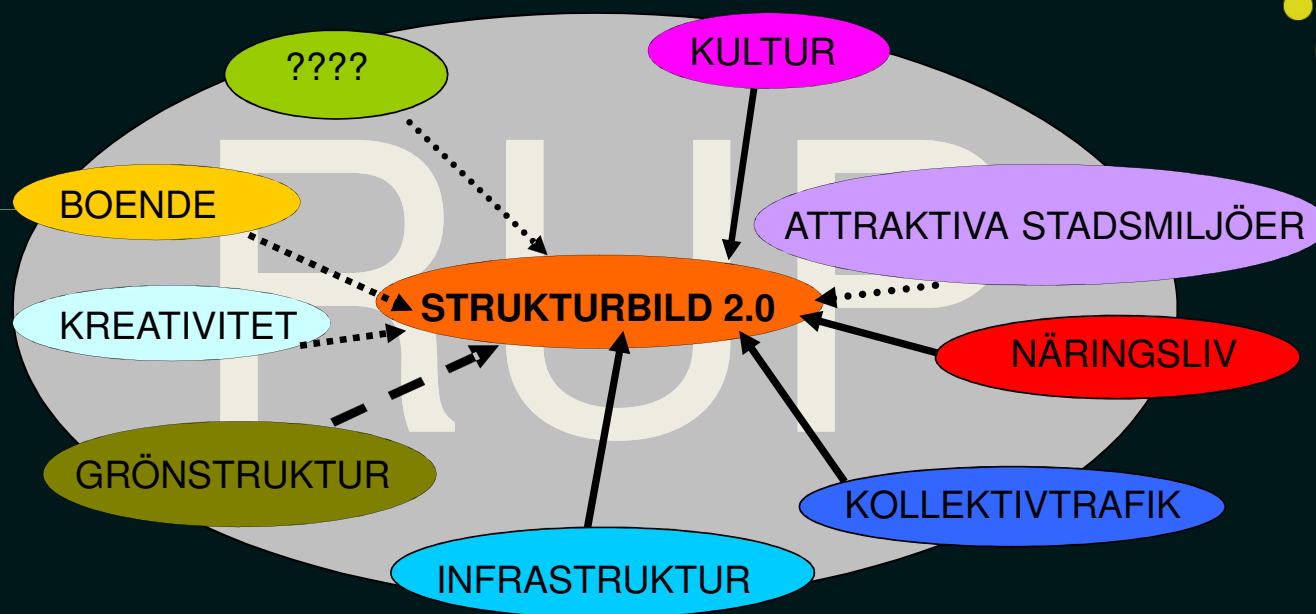 ????
KULTUR
BOENDE
ATTRAKTIVA STADSMILJÖER
RUP
STRUKTURBILD 2.0
KREATIVITET
NÄRINGSLIV
GRÖNSTRUKTUR
KOLLEKTIVTRAFIK
INFRASTRUKTUR